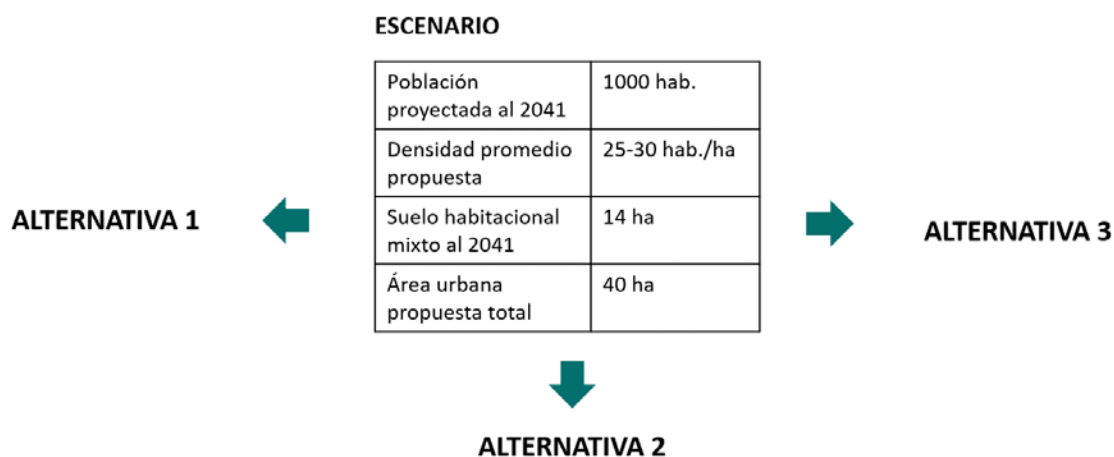 ESCENARIO
Población
proyectada al 2041
1000 hab.
Densidad promedio
propuesta
25-30 hab./ha
Suelo habitacional
mixto al 2041
14 ha
Área urbana
propuesta total
40 ha
ALTERNATIVA 1
ALTERNATIVA 3
ALTERNATIVA 2